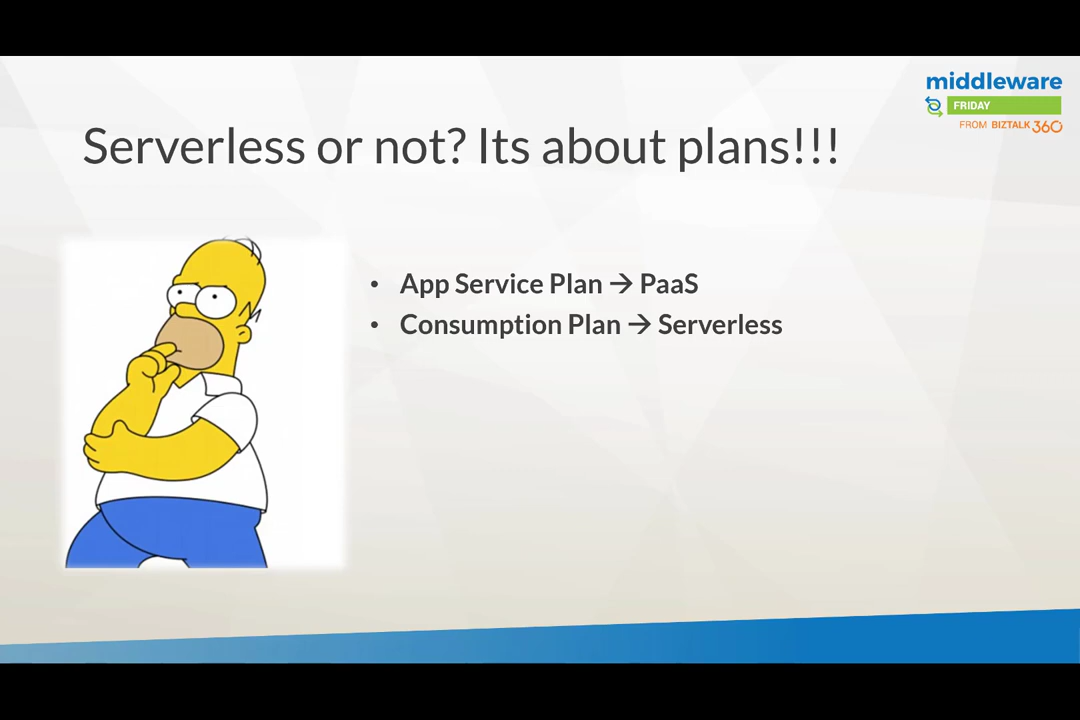 middleware
FRIDAY
FROM BIZTALK 360
Serverless or not? Its about plans!!!
• App Service Plan → PaaS
• Consumption Plan → Serverless